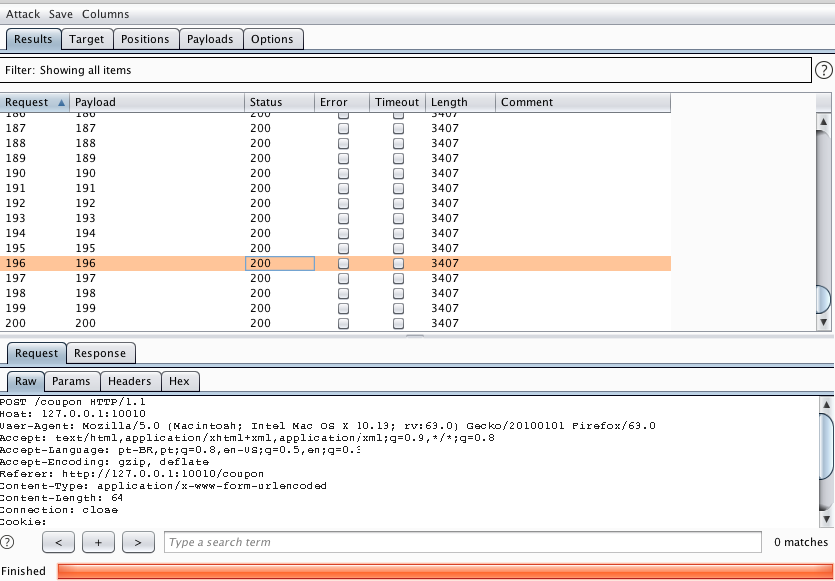 Attack Save Columns
Results Target Positions Payloads Options
Filter: Showing all items ?
Request Payload Status Error Timeout Length Comment
186 186 200 3407
187 187 200 3407
188 188 200 3407
189 189 200 3407
190 190 200 3407
191 191 200 3407
192 192 200 3407
193 193 200 3407
194 194 200 3407
195 195 200 3407
196 196 200 3407
197 197 200 3407
198 198 200 3407
199 199 200 3407
200 200 200 3407
Request Response
Raw Params Headers Hex
POST /coupon HTTP/1.1
Host: 127.0.0.1:10010
User-Agent: Mozilla/5.0 (Macintosh; Intel Mac OS X 10.13; rv:63.0) Gecko/20100101 Firefox/63.0
Accept: text/html,application/xhtml+xml,application/xml;q=0.9,*/*;q=0.8
Accept-Language: pt-BR,pt;q=0.8,en-US;q=0.5,en;q=0.3
Accept-Encoding: gzip, deflate
Referer: http://127.0.0.1:10010/coupon
Content-Type: application/x-www-form-urlencoded
Content-Length: 64
Connection: close
Cookie:
? < + > Type a search term 0 matches
Finished